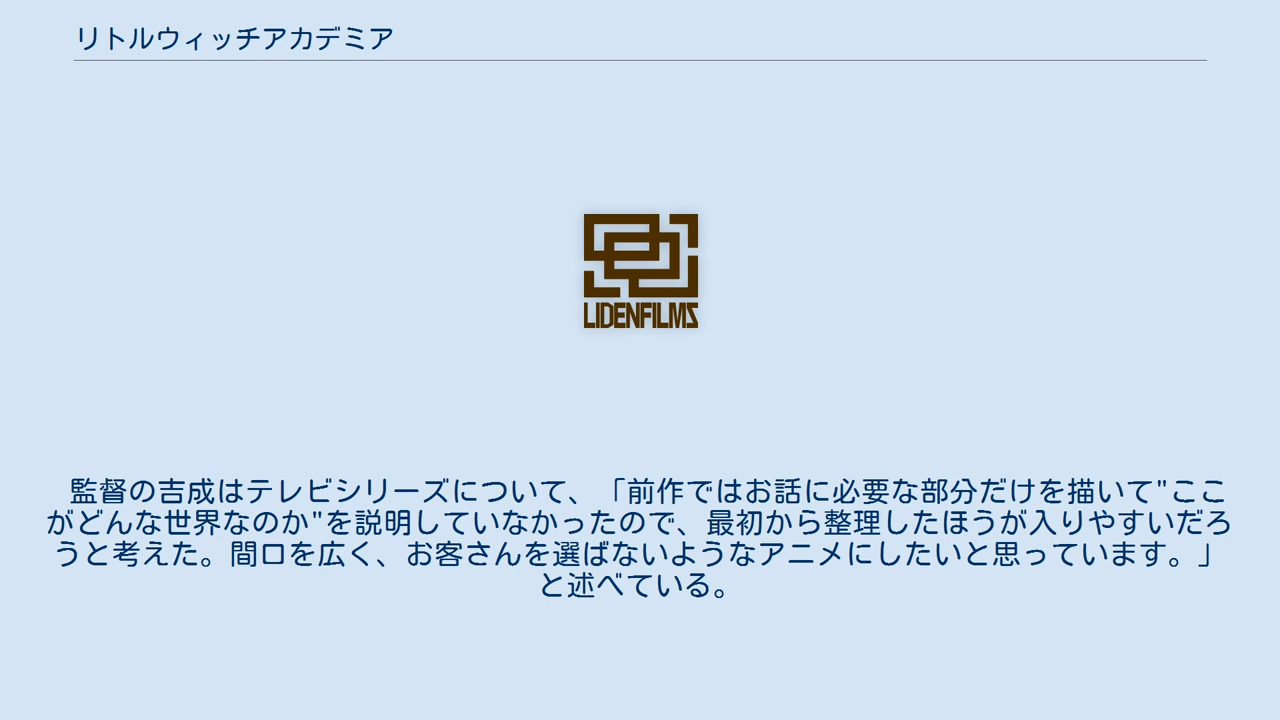 リトルウィッチアカデミア
LIDENFILMS
監督の吉成はテレビシリーズについて、「前作ではお話に必要な部分だけを描いて"ここ
がどんな世界なのか"を説明していなかったので、最初から整理したほうが入りやすいだろ
うと考えた。間口を広く、お客さんを選ばないようなアニメにしたいと思っています。」
と述べている。